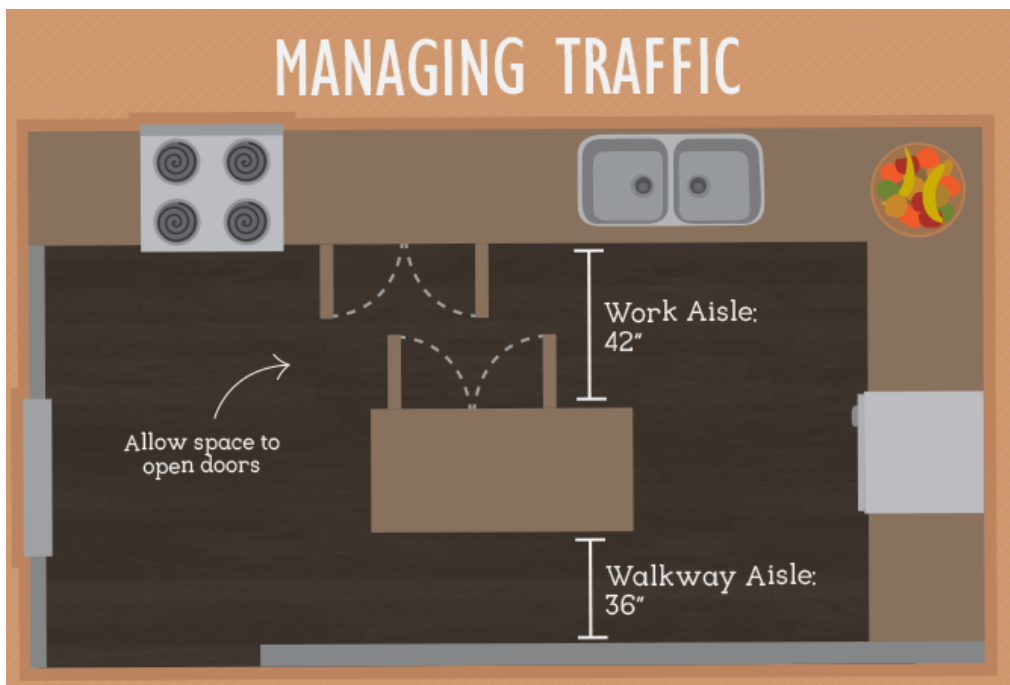 MANAGING TRAFFIC
Work Aisle:
42”
Allow space to
open doors
Walkway Aisle:
36”